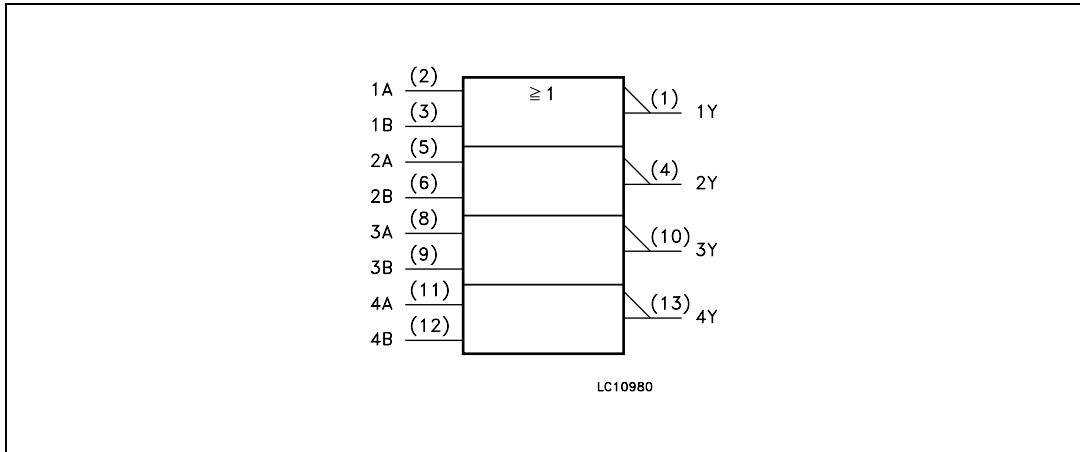 1A (2) ≧ 1 (1) 1Y
1B (3)
2A (5) (4) 2Y
2B (6)
3A (8) (10) 3Y
3B (9)
4A (11) (13) 4Y
4B (12)
LC10980